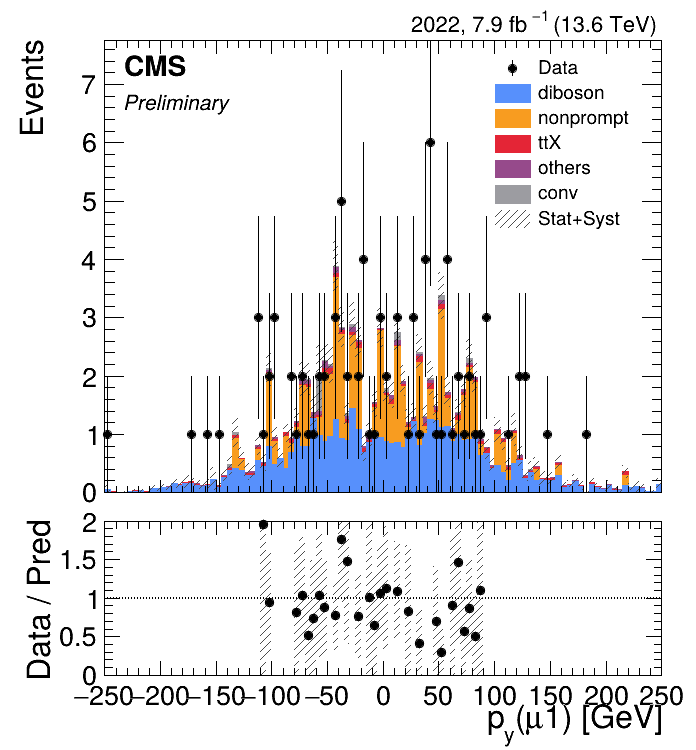 2022, 7.9 fb⁻¹ (13.6 TeV)
CMS
Preliminary
Events
7
6
5
4
3
2
1
0
Data
diboson
nonprompt
ttX
others
conv
Stat+Syst
Data / Pred
2
1.5
1
0.5
0
−250 −200 −150 −100 −50 0 50 100 150 200 250
p_y(μ1) [GeV]